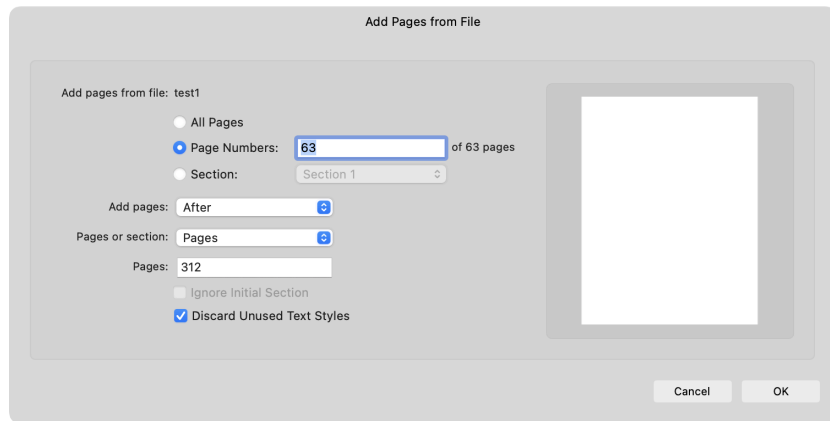 Add Pages from File
Add pages from file: test1
All Pages
Page Numbers: 63 of 63 pages
Section: Section 1
Add pages: After
Pages or section: Pages
Pages: 312
Ignore Initial Section
Discard Unused Text Styles
Cancel OK